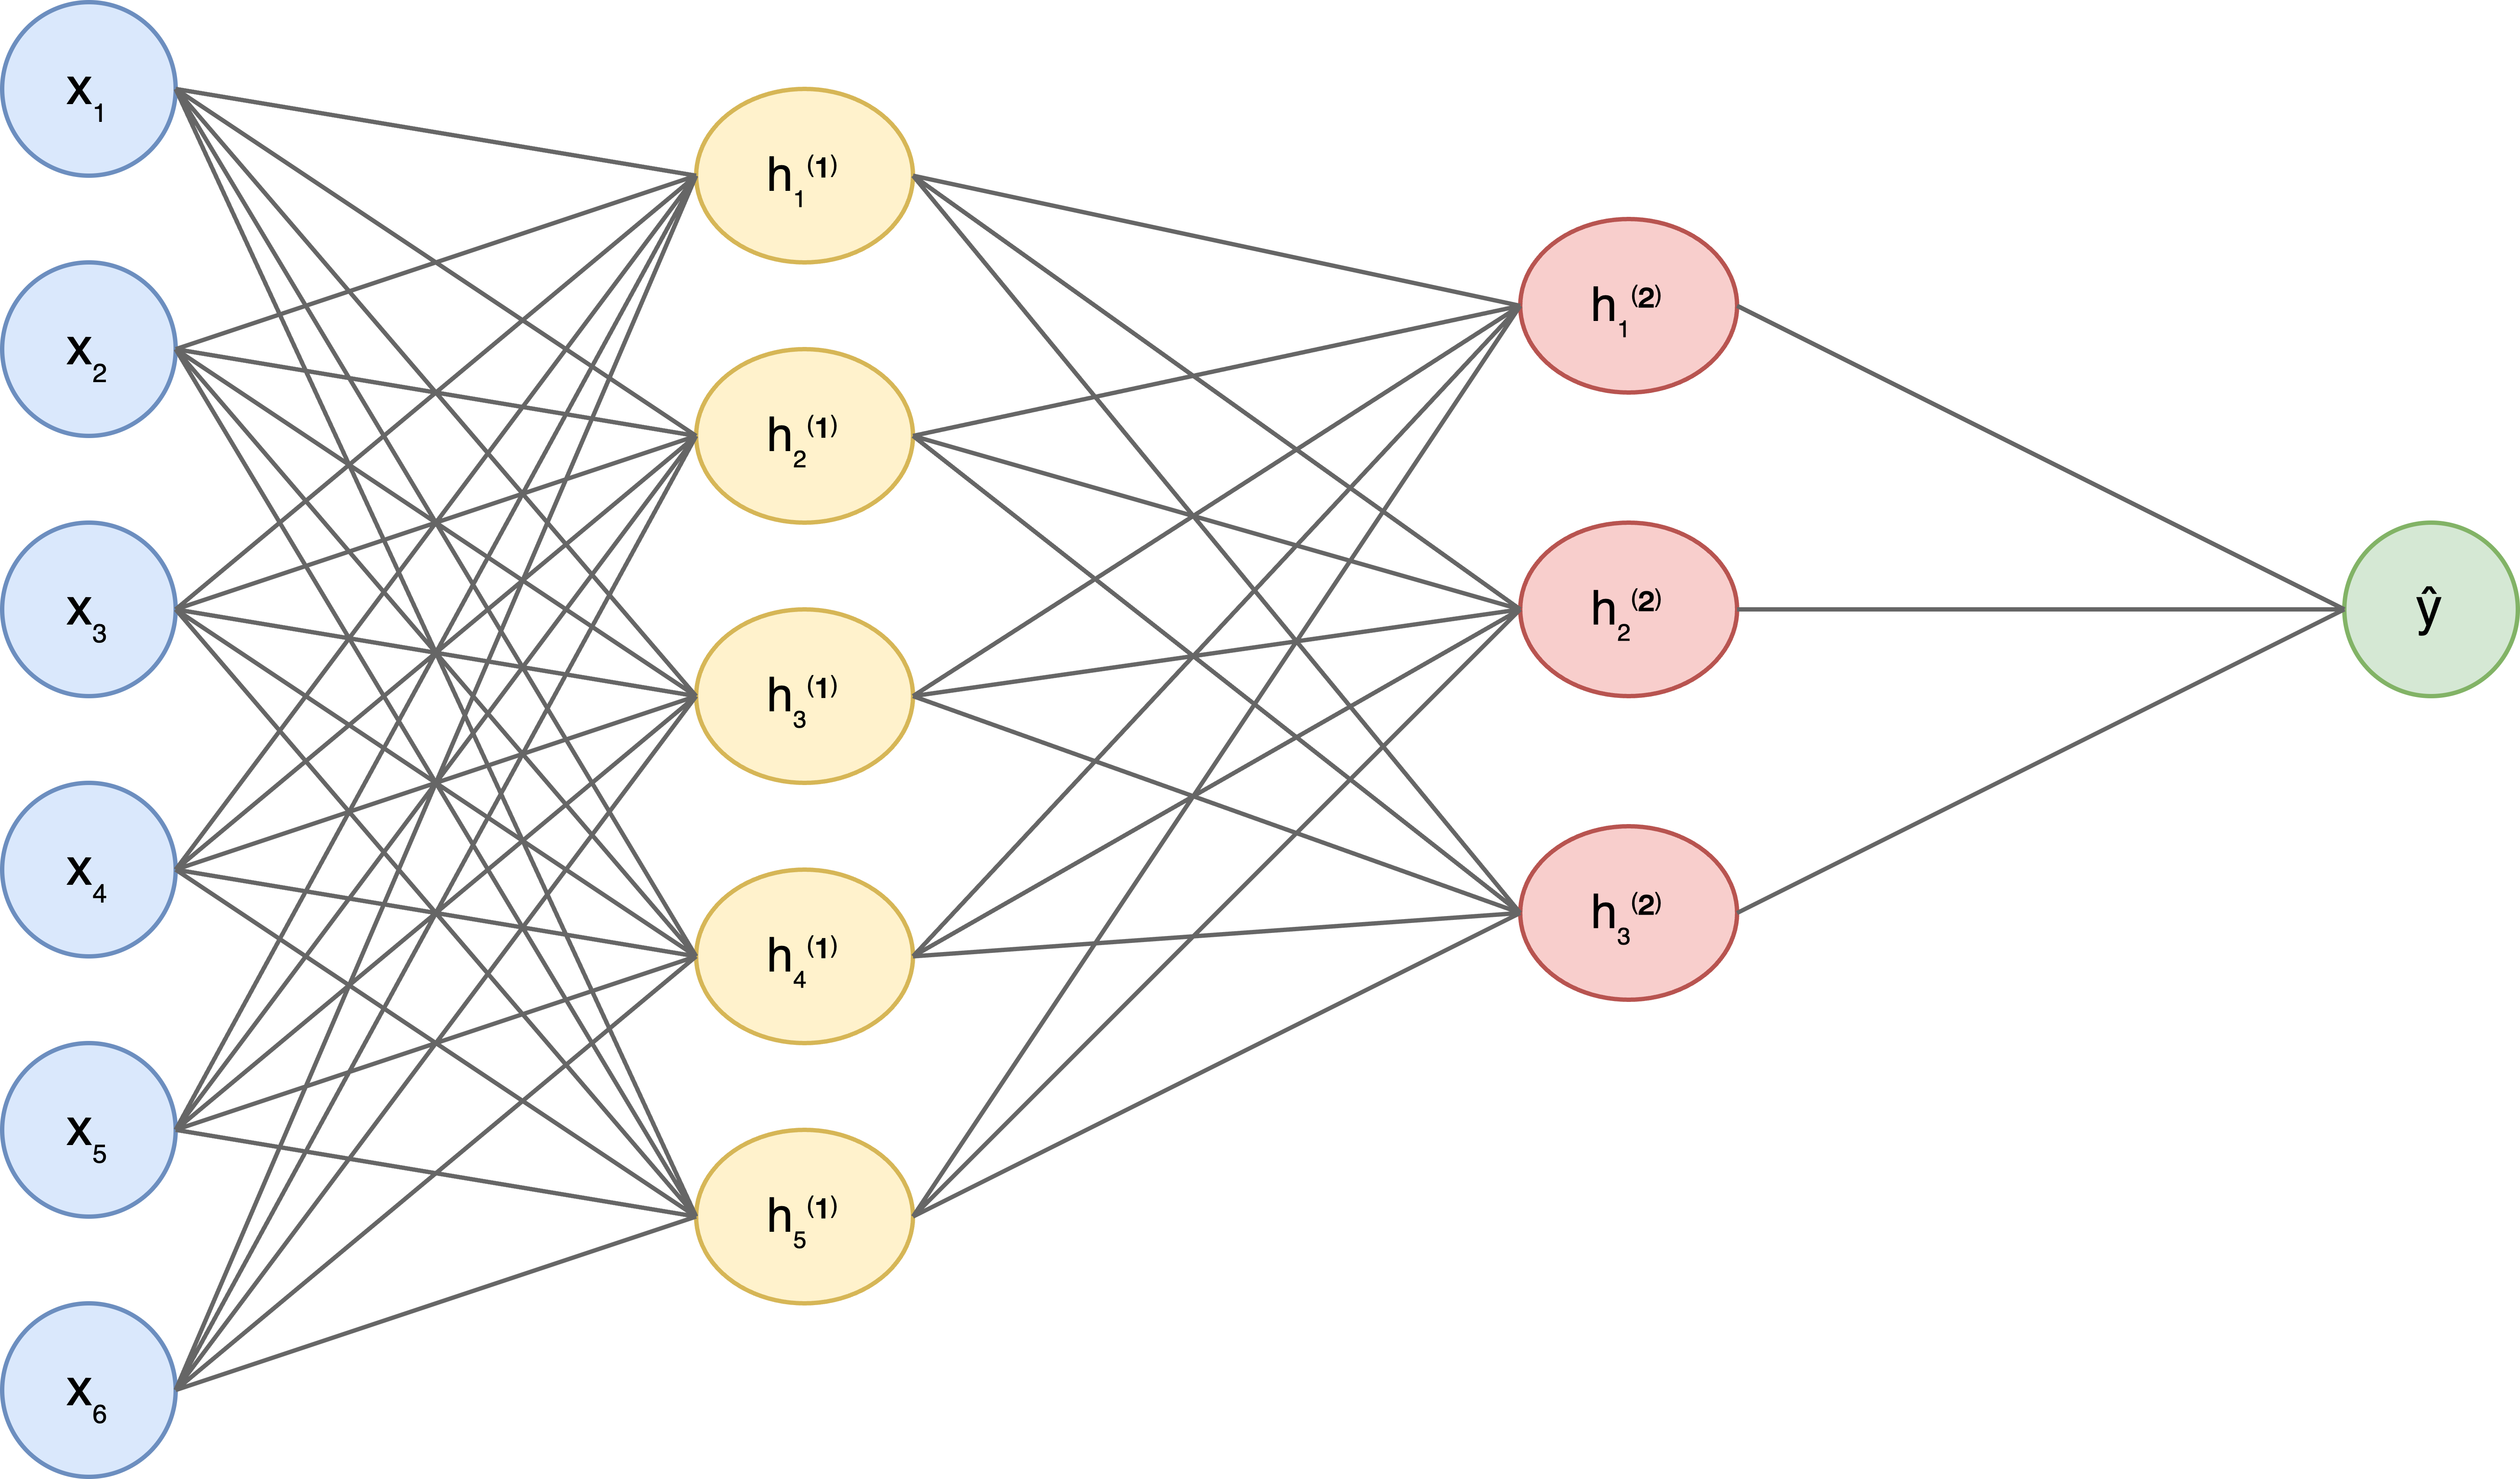 x₁
x₂
x₃
x₄
x₅
x₆
h₁⁽¹⁾
h₂⁽¹⁾
h₃⁽¹⁾
h₄⁽¹⁾
h₅⁽¹⁾
h₁⁽²⁾
h₂⁽²⁾
h₃⁽²⁾
ŷ